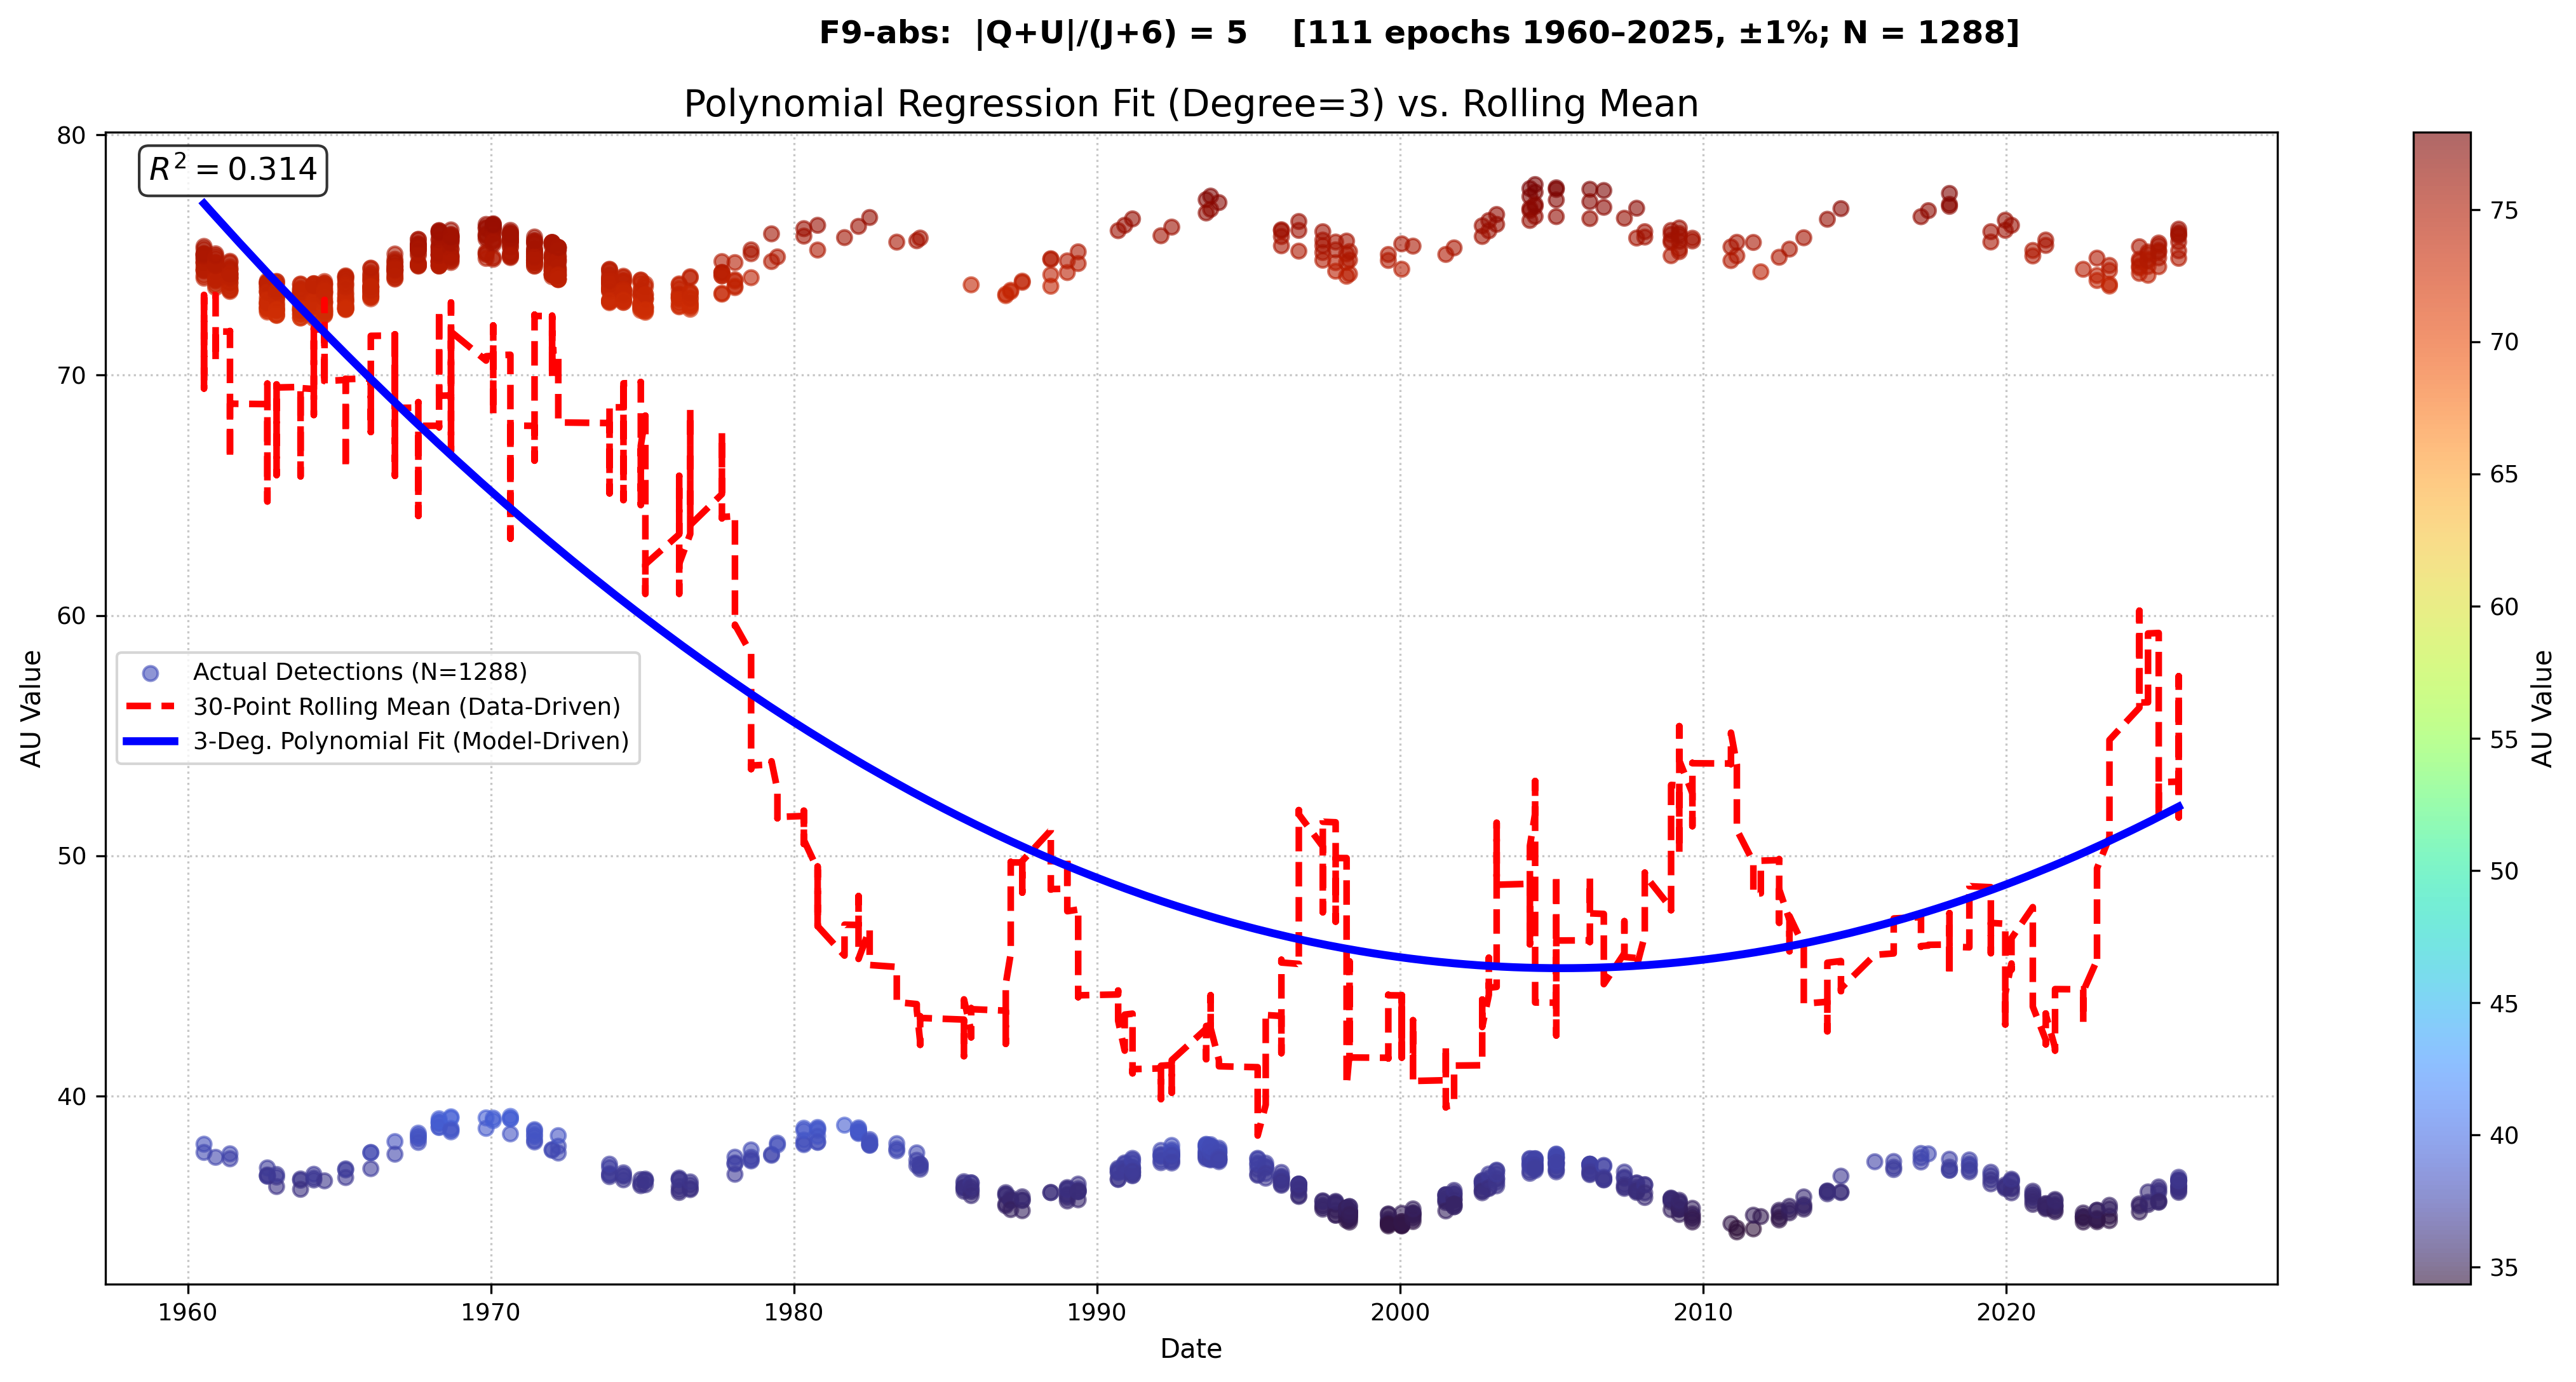 F9-abs:  |Q+U|/(J+6) = 5    [111 epochs 1960–2025, ±1%; N = 1288]
Polynomial Regression Fit (Degree=3) vs. Rolling Mean
R² = 0.314
80
70
60
50
40
AU Value
Actual Detections (N=1288)
30-Point Rolling Mean (Data-Driven)
3-Deg. Polynomial Fit (Model-Driven)
1960
1970
1980
1990
2000
2010
2020
Date
75
70
65
60
55
50
45
40
35
AU Value